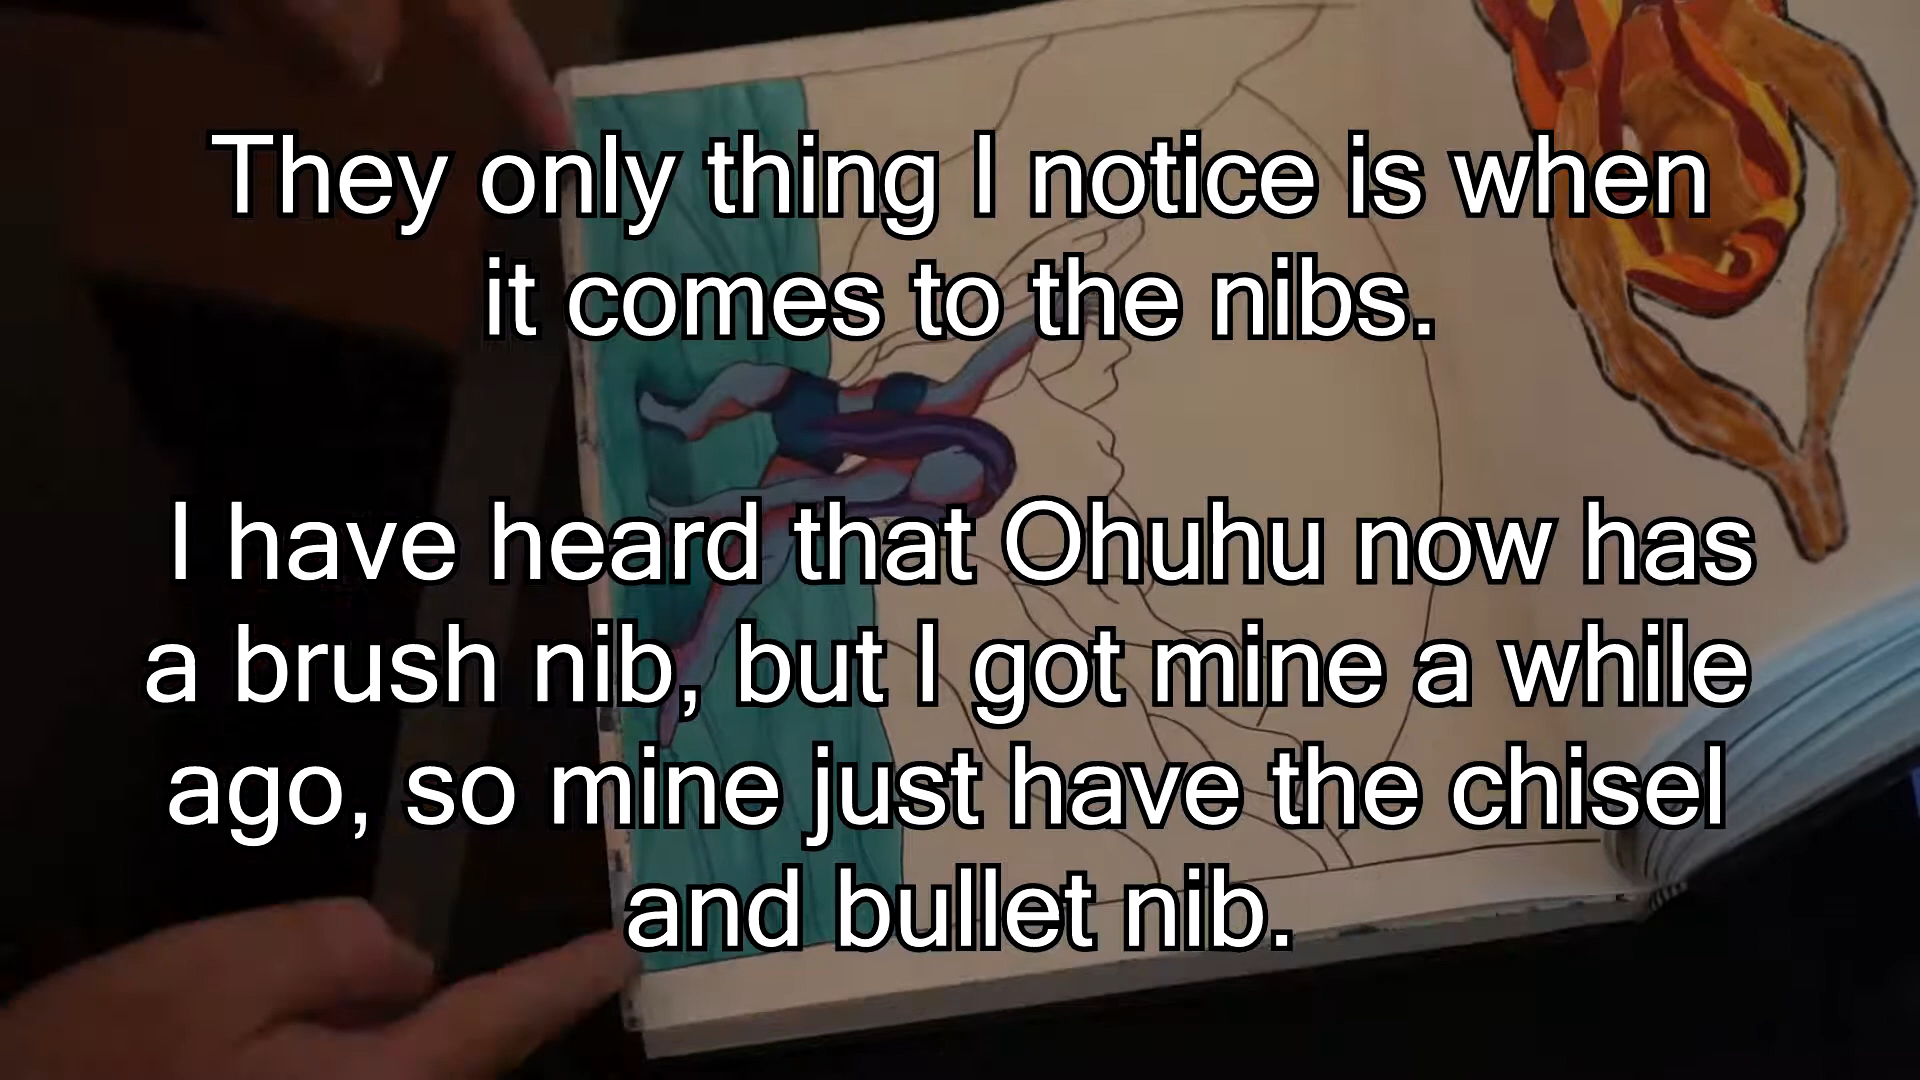 They only thing I notice is when
it comes to the nibs.
I have heard that Ohuhu now has
a brush nib, but I got mine a while
ago, so mine just have the chisel
and bullet nib.